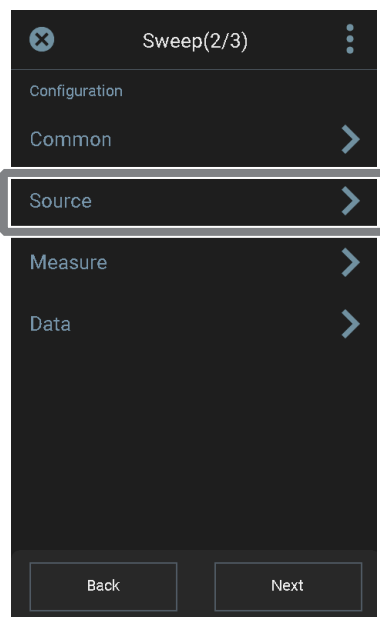 Sweep(2/3)
Configuration
Common
Source
Measure
Data
Back Next